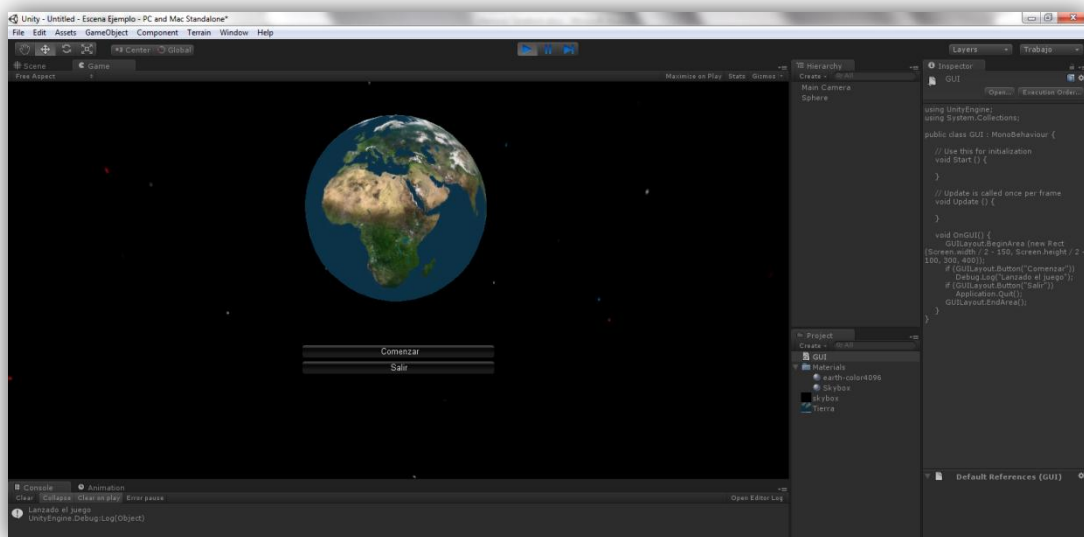 Unity - Untitled - Escena Ejemplo - PC and Mac Standalone*
File Edit Assets GameObject Component Terrain Window Help
Center Global
Layers
Trabajo
Scene
Game
Free Aspect
Maximize on Play Stats Gizmos
Comenzar
Salir
Console
Animation
Clear Collapse Clear on play Error pause
Open Editor Log
Lanzado el juego
UnityEngine.Debug:Log(Object)
Hierarchy
Create All
Main Camera
Sphere
Project
Create All
GUI
Materials
earth-color4096
Skybox
skybox
Tierra
Inspector
GUI
Open... Execution Order...
using UnityEngine;
using System.Collections;
public class GUI : MonoBehaviour {
// Use this for initialization
void Start () {
}
// Update is called once per frame
void Update () {
}
void OnGUI() {
GUILayout.BeginArea (new Rect
(Screen.width / 2 - 150, Screen.height / 2 -
100, 300, 400));
if (GUILayout.Button("Comenzar"))
Debug.Log("Lanzado el juego");
if (GUILayout.Button("Salir"))
Application.Quit();
GUILayout.EndArea();
}
}
Default References (GUI)